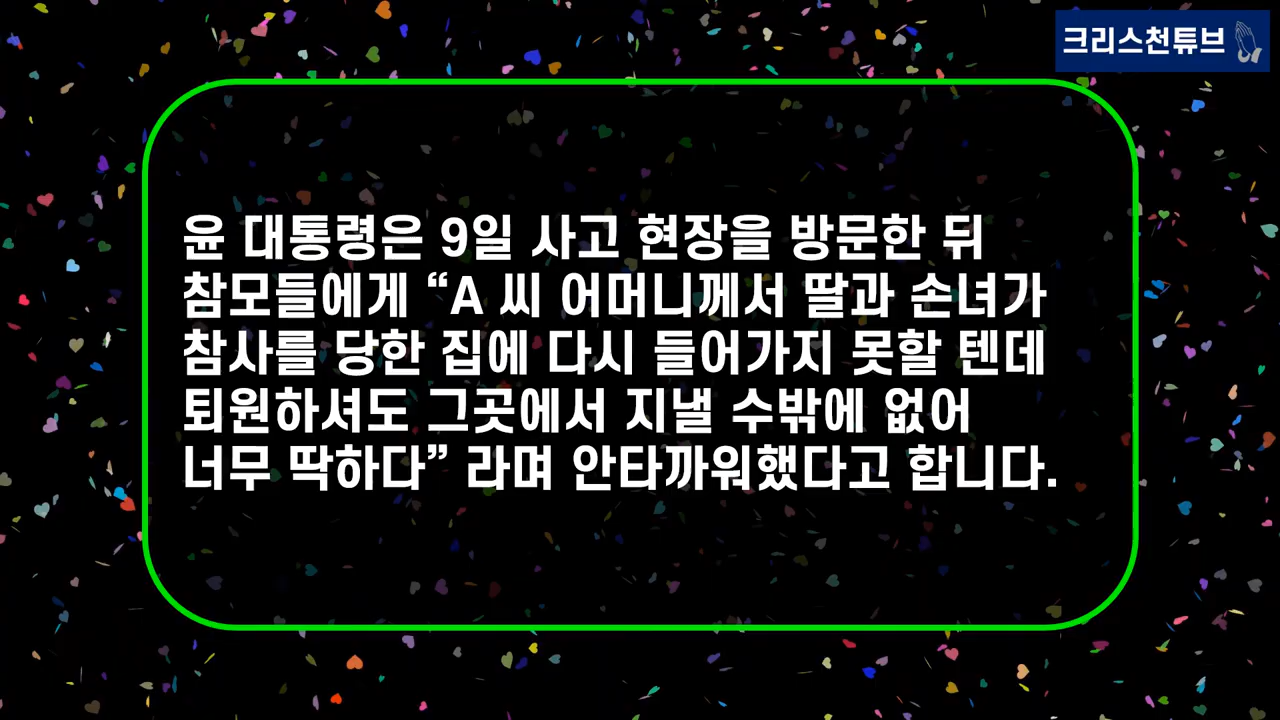 크리스천튜브
윤 대통령은 9일 사고 현장을 방문한 뒤
참모들에게 “A 씨 어머니께서 딸과 손녀가
참사를 당한 집에 다시 들어가지 못할 텐데
퇴원하셔도 그곳에서 지낼 수밖에 없어
너무 딱하다” 라며 안타까워했다고 합니다.